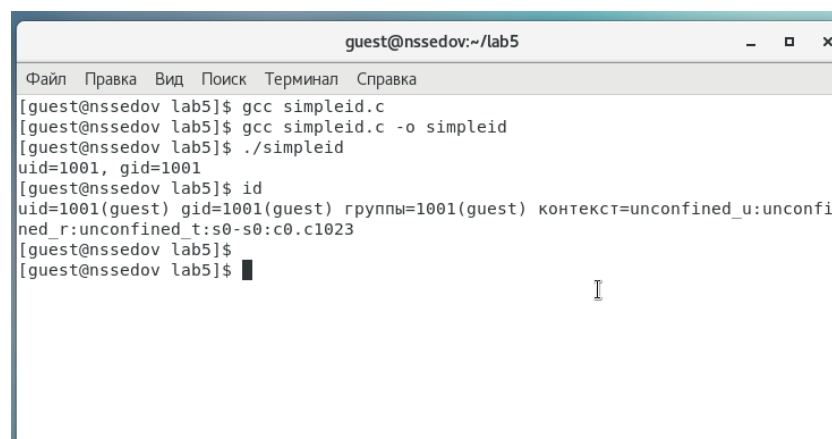 guest@nssedov:~/lab5
Файл Правка Вид Поиск Терминал Справка
[guest@nssedov lab5]$ gcc simpleid.c
[guest@nssedov lab5]$ gcc simpleid.c -o simpleid
[guest@nssedov lab5]$ ./simpleid
uid=1001, gid=1001
[guest@nssedov lab5]$ id
uid=1001(guest) gid=1001(guest) группы=1001(guest) контекст=unconfined_u:unconfi
ned_r:unconfined_t:s0-s0:c0.c1023
[guest@nssedov lab5]$
[guest@nssedov lab5]$